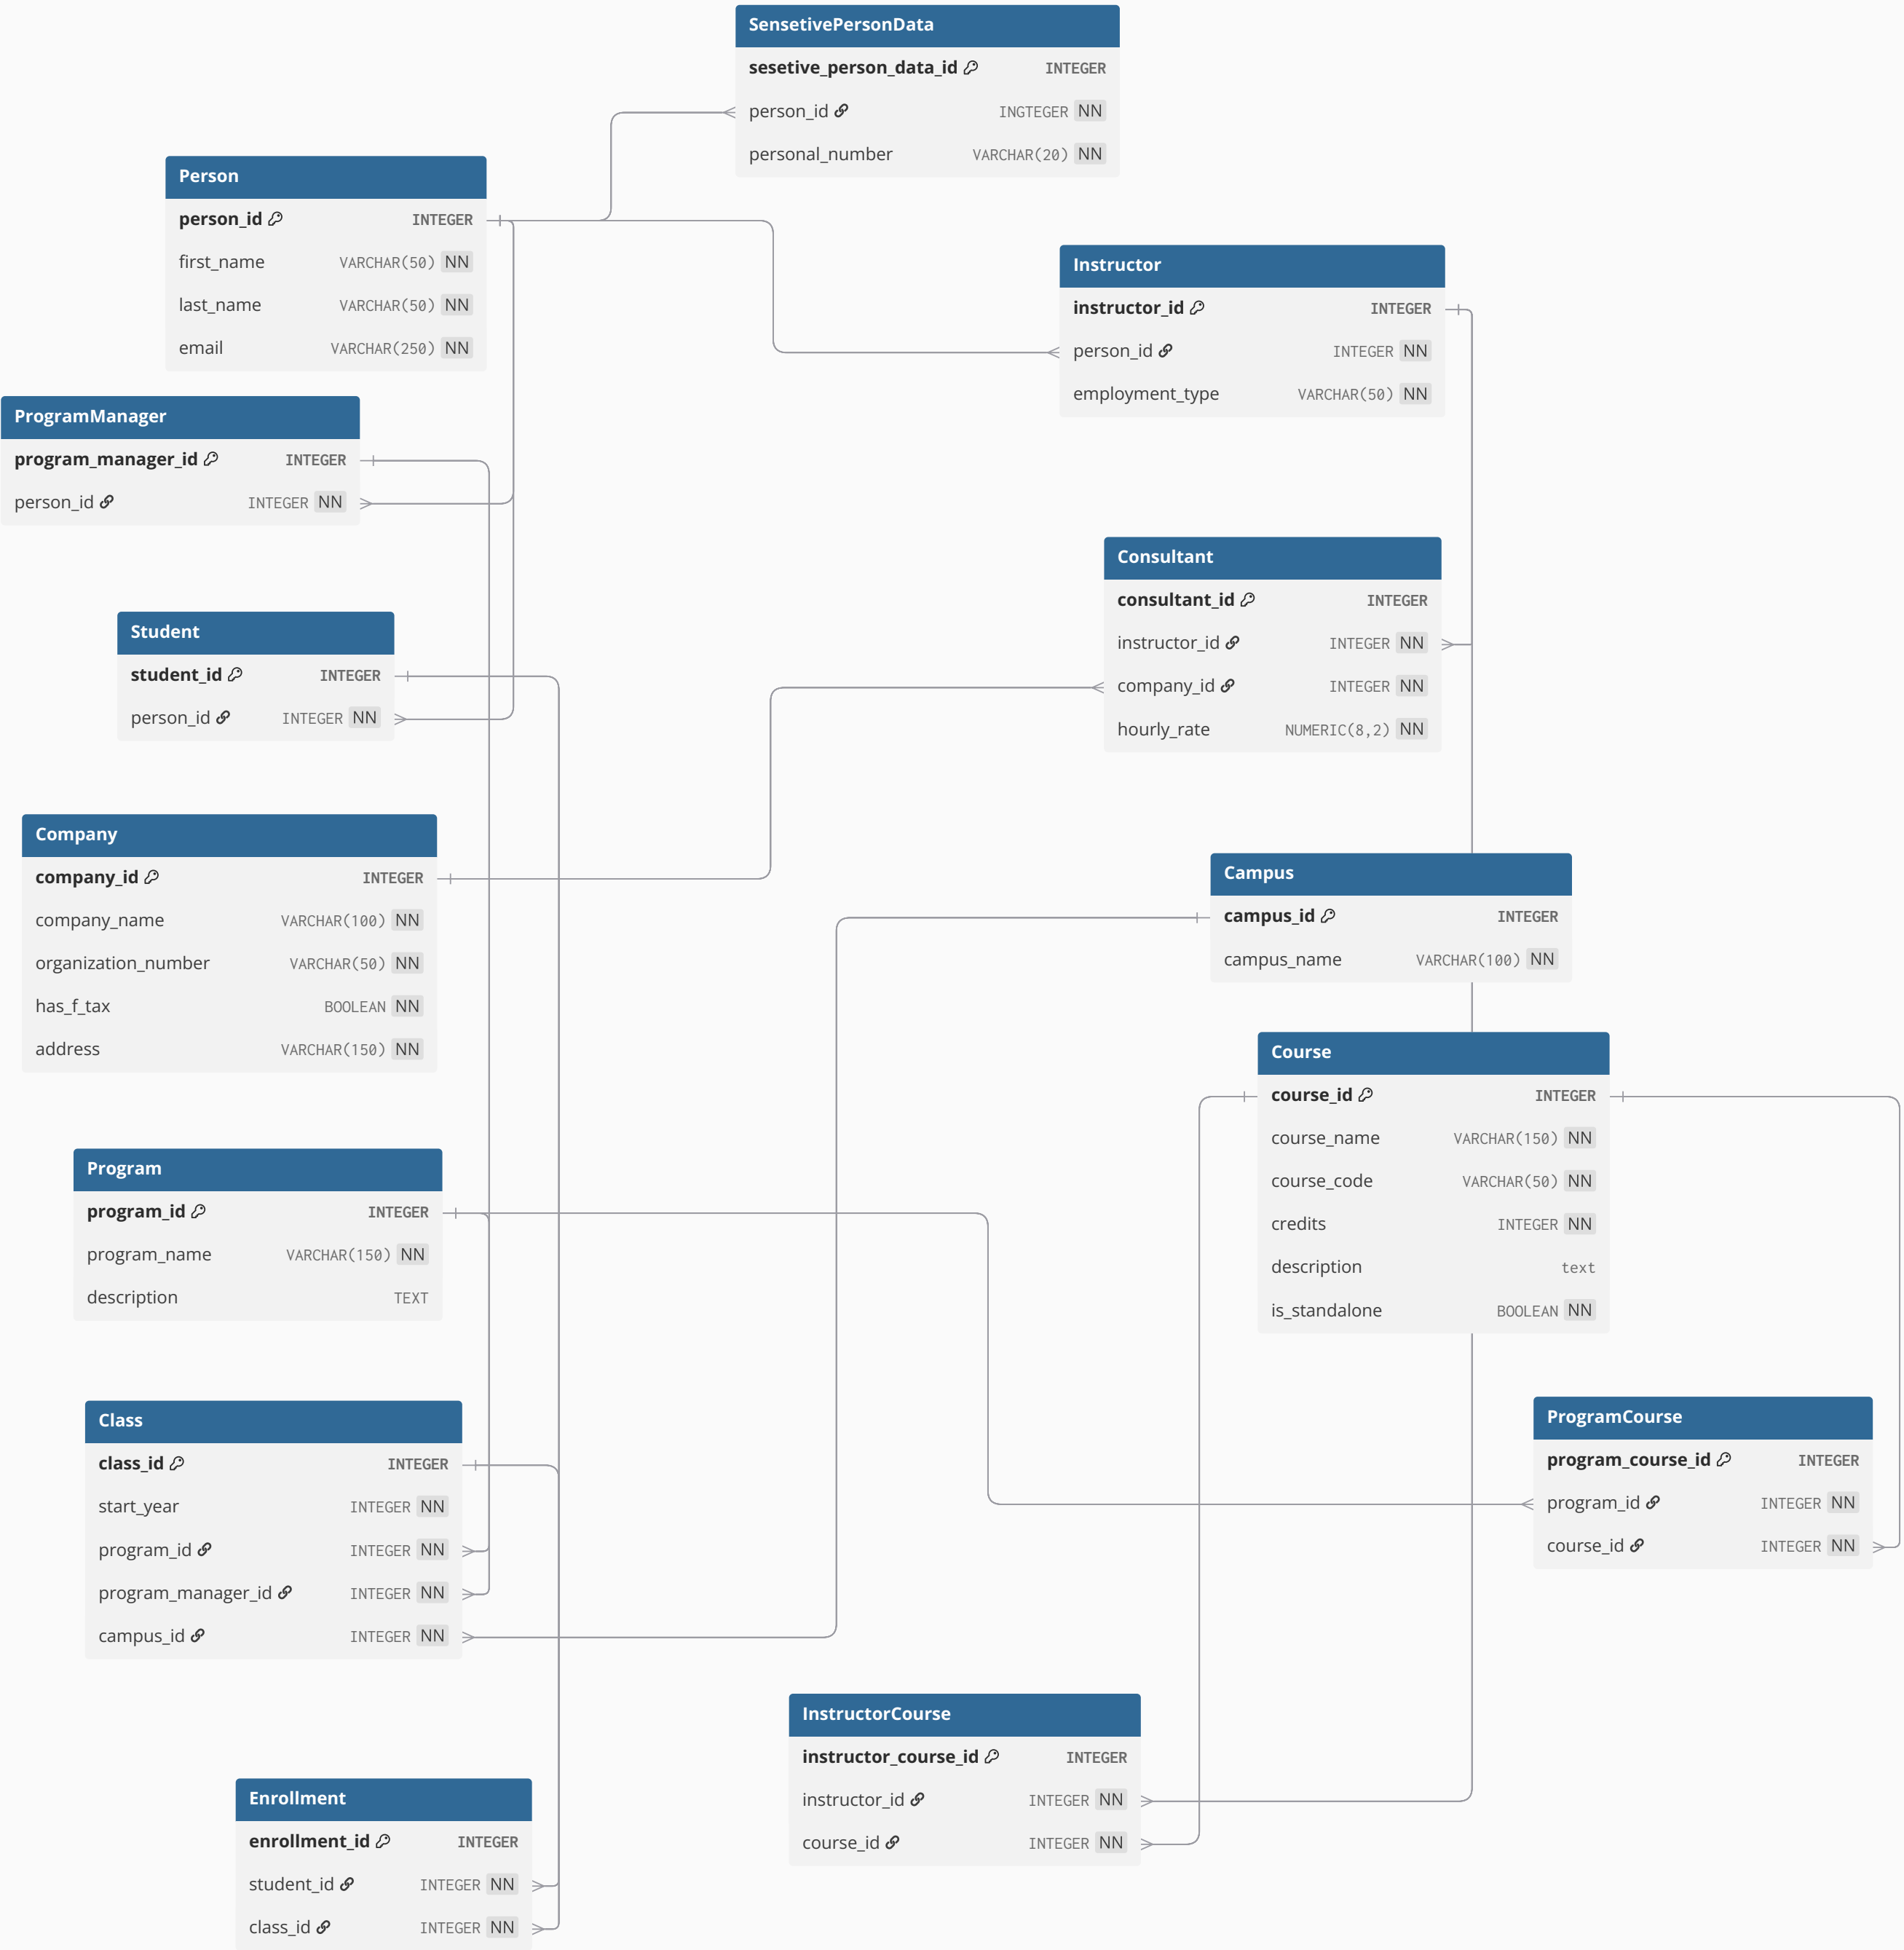 SensetivePersonData
sesetive_person_data_id INTEGER
person_id INGTEGER NN
personal_number VARCHAR(20) NN
Person
person_id INTEGER
first_name VARCHAR(50) NN
last_name VARCHAR(50) NN
email VARCHAR(250) NN
Instructor
instructor_id INTEGER
person_id INTEGER NN
employment_type VARCHAR(50) NN
ProgramManager
program_manager_id INTEGER
person_id INTEGER NN
Consultant
consultant_id INTEGER
instructor_id INTEGER NN
company_id INTEGER NN
hourly_rate NUMERIC(8,2) NN
Student
student_id INTEGER
person_id INTEGER NN
Company
company_id INTEGER
company_name VARCHAR(100) NN
organization_number VARCHAR(50) NN
has_f_tax BOOLEAN NN
address VARCHAR(150) NN
Campus
campus_id INTEGER
campus_name VARCHAR(100) NN
Course
course_id INTEGER
course_name VARCHAR(150) NN
course_code VARCHAR(50) NN
credits INTEGER NN
description text
is_standalone BOOLEAN NN
Program
program_id INTEGER
program_name VARCHAR(150) NN
description TEXT
Class
class_id INTEGER
start_year INTEGER NN
program_id INTEGER NN
program_manager_id INTEGER NN
campus_id INTEGER NN
ProgramCourse
program_course_id INTEGER
program_id INTEGER NN
course_id INTEGER NN
InstructorCourse
instructor_course_id INTEGER
instructor_id INTEGER NN
course_id INTEGER NN
Enrollment
enrollment_id INTEGER
student_id INTEGER NN
class_id INTEGER NN